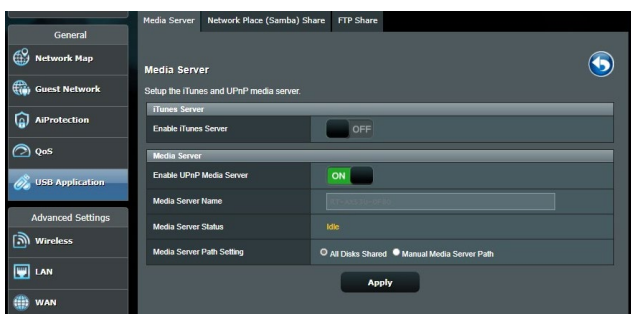 Media Server Network Place (Samba) Share FTP Share
General
Network Map
Guest Network
AiProtection
QoS
USB Application
Advanced Settings
Wireless
LAN
WAN
Media Server
Setup the iTunes and UPnP media server.
iTunes Server
Enable iTunes Server OFF
Media Server
Enable UPnP Media Server ON
Media Server Name
Media Server Status Idle
Media Server Path Setting All Disks Shared Manual Media Server Path
Apply